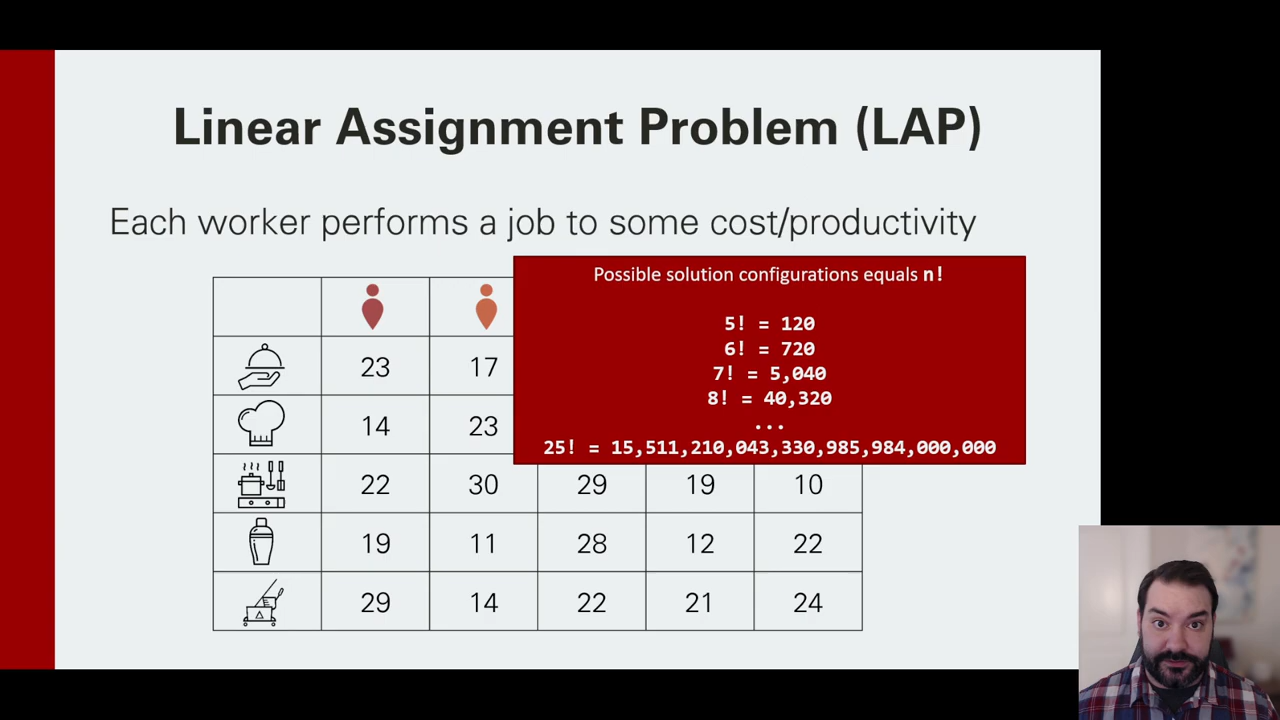 Linear Assignment Problem (LAP)
Each worker performs a job to some cost/productivity
Possible solution configurations equals n!
5! = 120
6! = 720
7! = 5,040
8! = 40,320
...
25! = 15,511,210,043,330,985,984,000,000
23 17
14 23
22 30 29 19 10
19 11 28 12 22
29 14 22 21 24